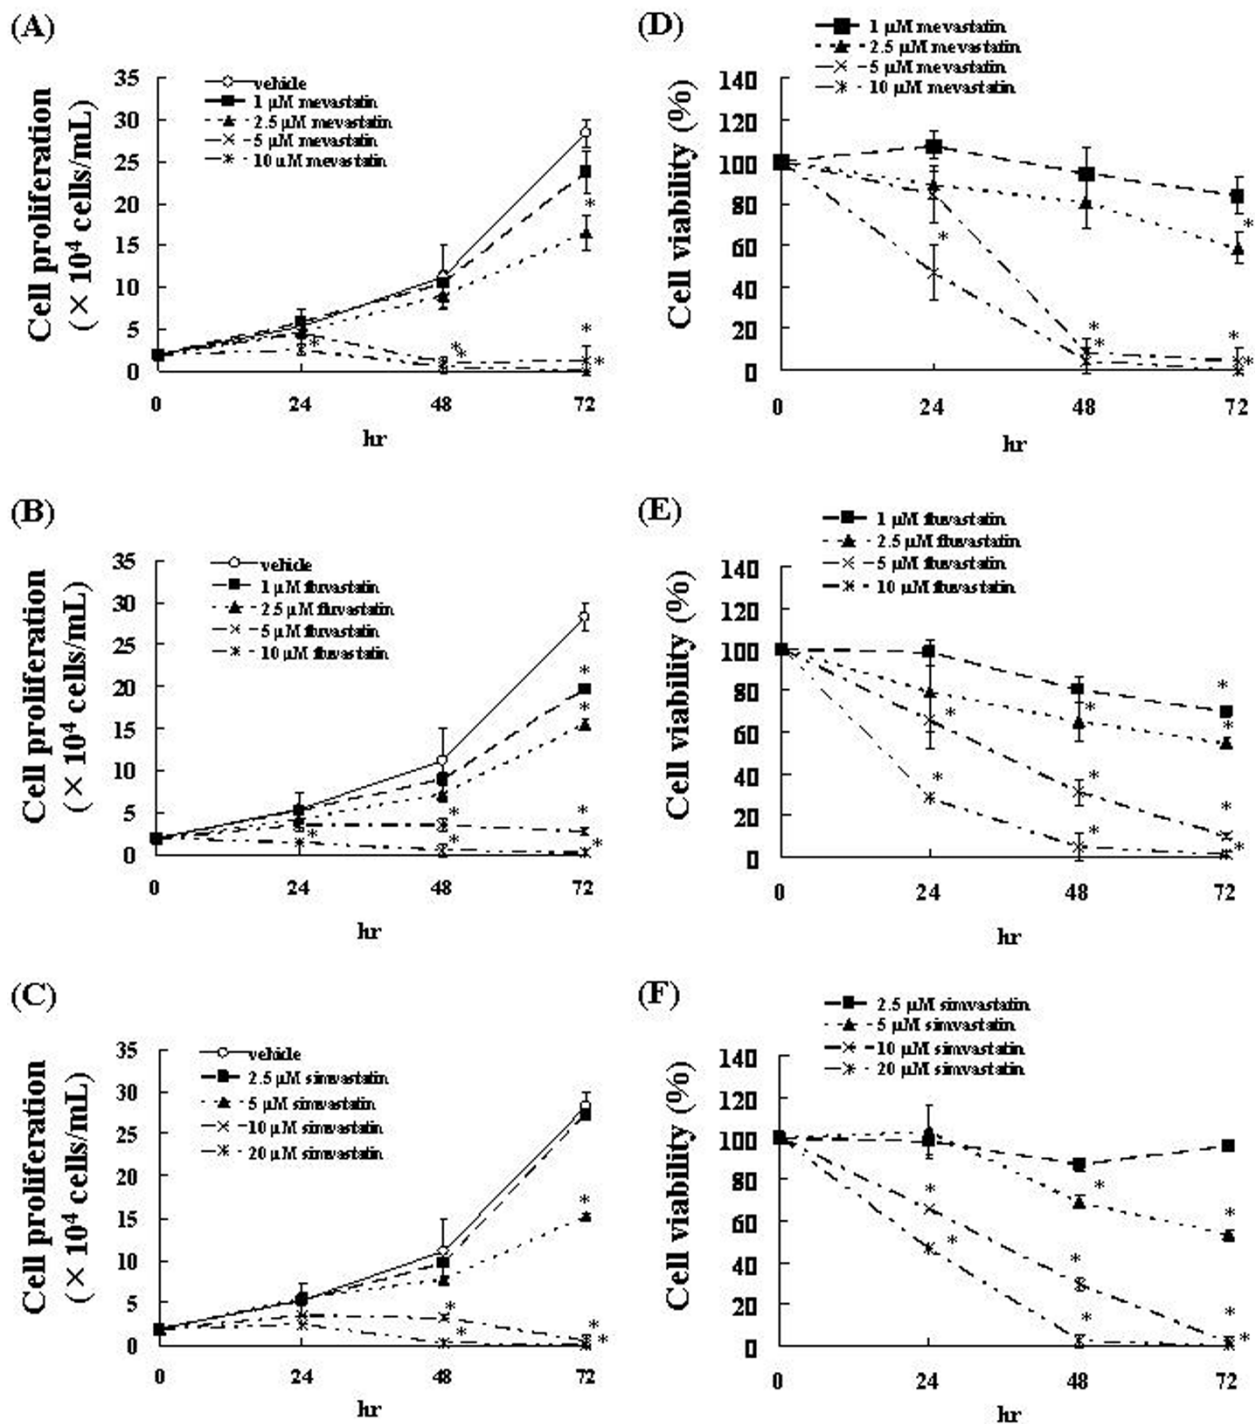 (A)
Cell proliferation
(× 10⁴ cells/mL)
35
30
25
20
15
10
5
0
vehicle
1 µM mevastatin
2.5 µM mevastatin
5 µM mevastatin
10 µM mevastatin
0 24 48 72
hr
(D)
Cell viability (%)
140
120
100
80
60
40
20
0
1 µM mevastatin
2.5 µM mevastatin
5 µM mevastatin
10 µM mevastatin
0 24 48 72
hr
(B)
Cell proliferation
(× 10⁴ cells/mL)
35
30
25
20
15
10
5
0
vehicle
1 µM fluvastatin
2.5 µM fluvastatin
5 µM fluvastatin
10 µM fluvastatin
0 24 48 72
hr
(E)
Cell viability (%)
140
120
100
80
60
40
20
0
1 µM fluvastatin
2.5 µM fluvastatin
5 µM fluvastatin
10 µM fluvastatin
0 24 48 72
hr
(C)
Cell proliferation
(× 10⁴ cells/mL)
35
30
25
20
15
10
5
0
vehicle
2.5 µM simvastatin
5 µM simvastatin
10 µM simvastatin
20 µM simvastatin
0 24 48 72
hr
(F)
Cell viability (%)
140
120
100
80
60
40
20
0
2.5 µM simvastatin
5 µM simvastatin
10 µM simvastatin
20 µM simvastatin
0 24 48 72
hr